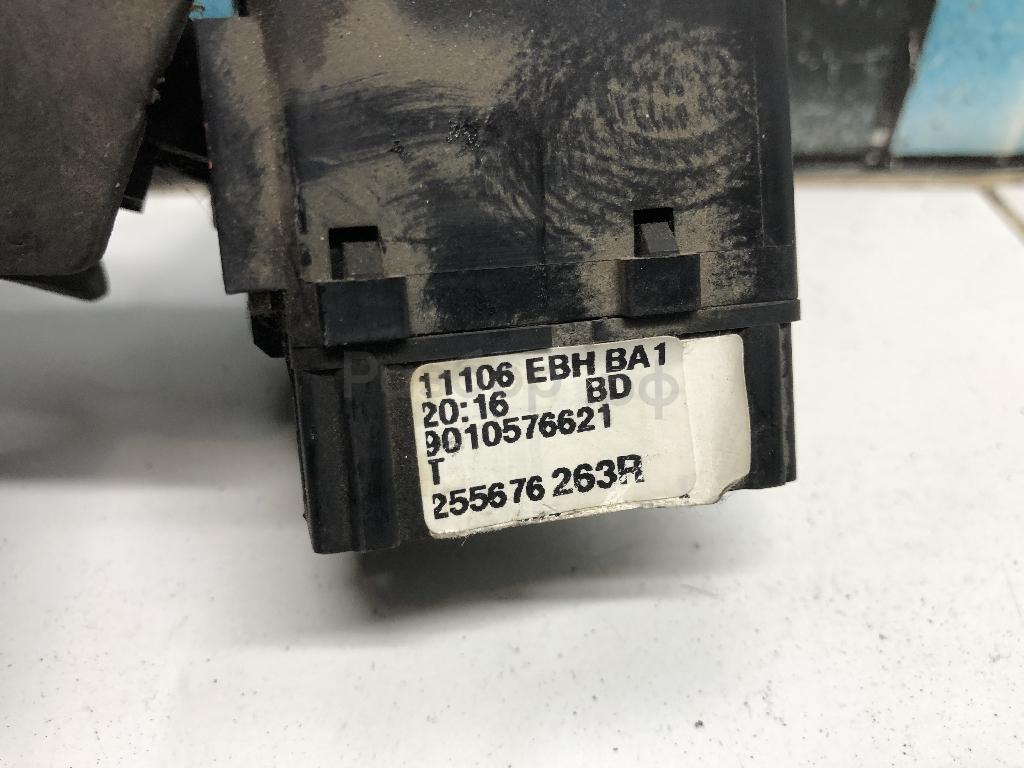 11106 EBH BA1
20:16 BD
9010576621
T
255676 263R